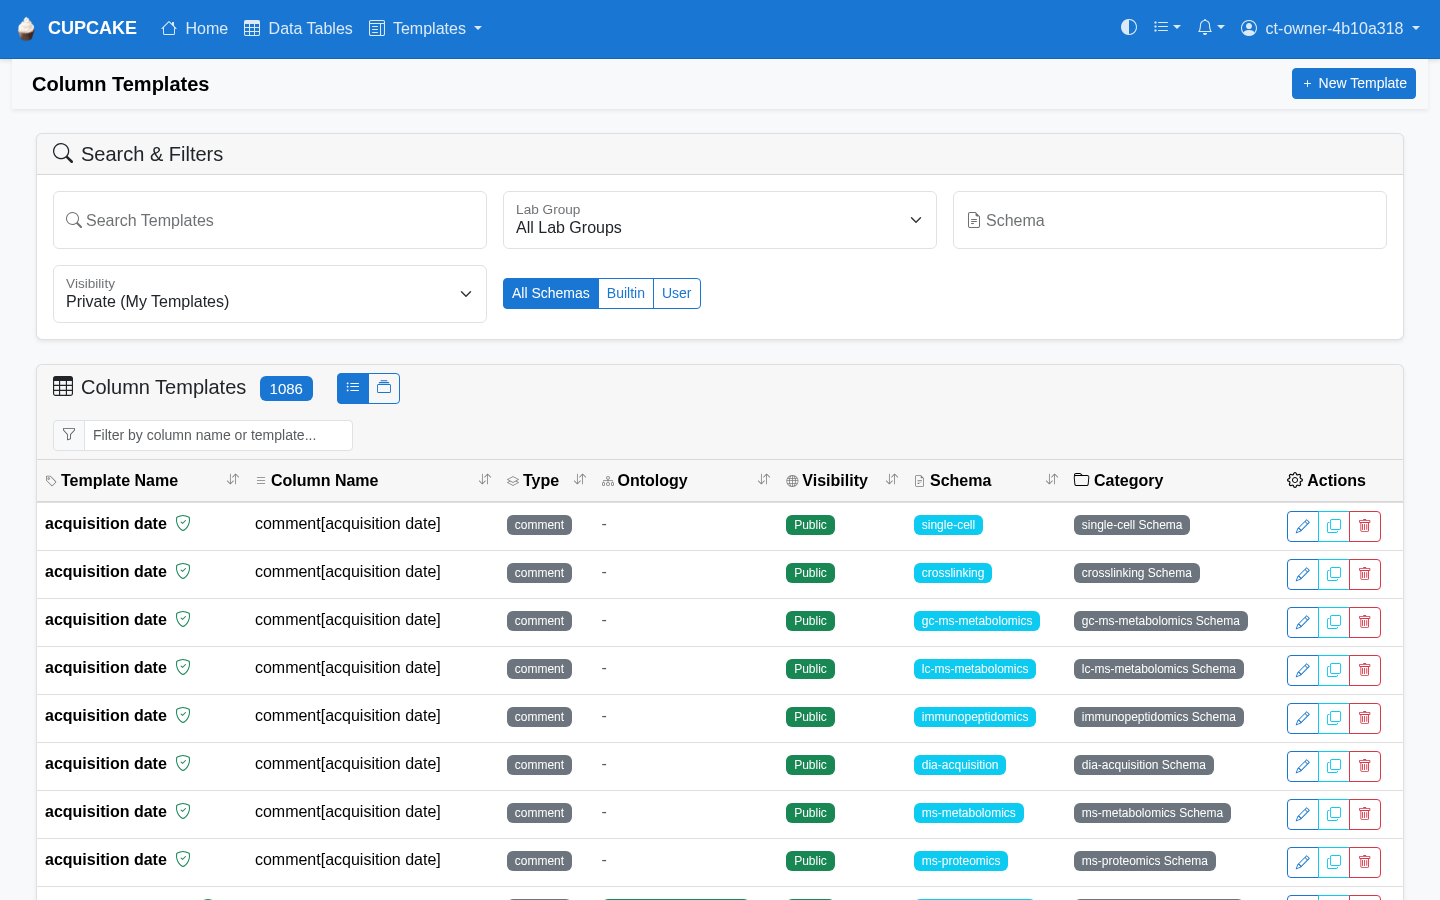 CUPCAKE Home Data Tables Templates ct-owner-4b10a318
Column Templates
+ New Template
Search & Filters
Search Templates
Lab Group
All Lab Groups
Schema
Visibility
Private (My Templates)
All Schemas Builtin User
Column Templates 1086
Filter by column name or template...
Template Name Column Name Type Ontology Visibility Schema Category Actions
acquisition date comment[acquisition date] comment - Public single-cell single-cell Schema
acquisition date comment[acquisition date] comment - Public crosslinking crosslinking Schema
acquisition date comment[acquisition date] comment - Public gc-ms-metabolomics gc-ms-metabolomics Schema
acquisition date comment[acquisition date] comment - Public lc-ms-metabolomics lc-ms-metabolomics Schema
acquisition date comment[acquisition date] comment - Public immunopeptidomics immunopeptidomics Schema
acquisition date comment[acquisition date] comment - Public dia-acquisition dia-acquisition Schema
acquisition date comment[acquisition date] comment - Public ms-metabolomics ms-metabolomics Schema
acquisition date comment[acquisition date] comment - Public ms-proteomics ms-proteomics Schema